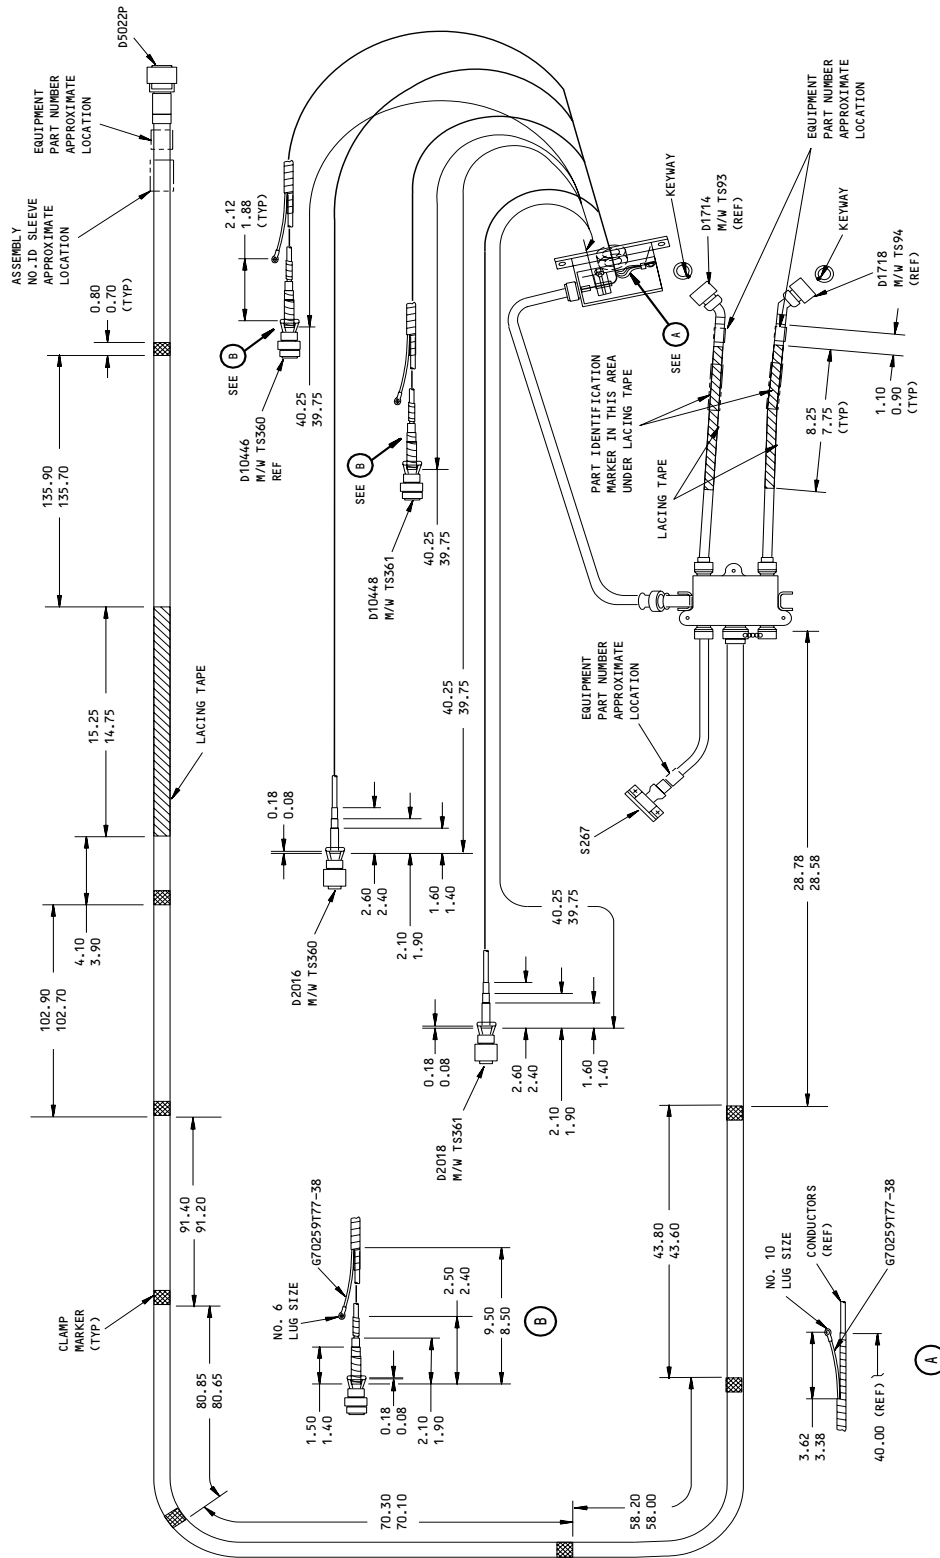 D5022P
EQUIPMENT
PART NUMBER
APPROXIMATE
LOCATION
ASSEMBLY
NO.ID SLEEVE
APPROXIMATE
LOCATION
0.80
0.70
(TYP)
135.90
135.70
15.25
14.75
LACING TAPE
4.10
3.90
102.90
102.70
91.40
91.20
CLAMP
MARKER
(TYP)
80.85
80.65
70.30
70.10
58.20
58.00
43.80
43.60
28.78
28.58
2.12
1.88
(TYP)
SEE
B
D10446
M/W TS360
REF
40.25
39.75
SEE
B
D10448
M/W TS361
40.25
39.75
40.25
39.75
0.18
0.08
D2016
M/W TS360
2.60
2.40
2.10
1.90
1.60
1.40
40.25
39.75
0.18
0.08
D2018
M/W TS361
2.60
2.40
2.10
1.90
1.60
1.40
KEYWAY
D1714
M/W TS93
(REF)
SEE
A
EQUIPMENT
PART NUMBER
APPROXIMATE
LOCATION
KEYWAY
D1718
M/W TS94
(REF)
1.10
0.90
(TYP)
8.25
7.75
(TYP)
PART IDENTIFICATION
MARKER IN THIS AREA
UNDER LACING TAPE
LACING TAPE
EQUIPMENT
PART NUMBER
APPROXIMATE
LOCATION
S267
G70259T77-38
NO. 6
LUG SIZE
1.50
1.40
0.18
0.08
2.10
1.90
2.50
2.40
9.50
8.50
B
NO. 10
LUG SIZE
CONDUCTORS
(REF)
G70259T77-38
3.62
3.38
40.00 (REF)
A